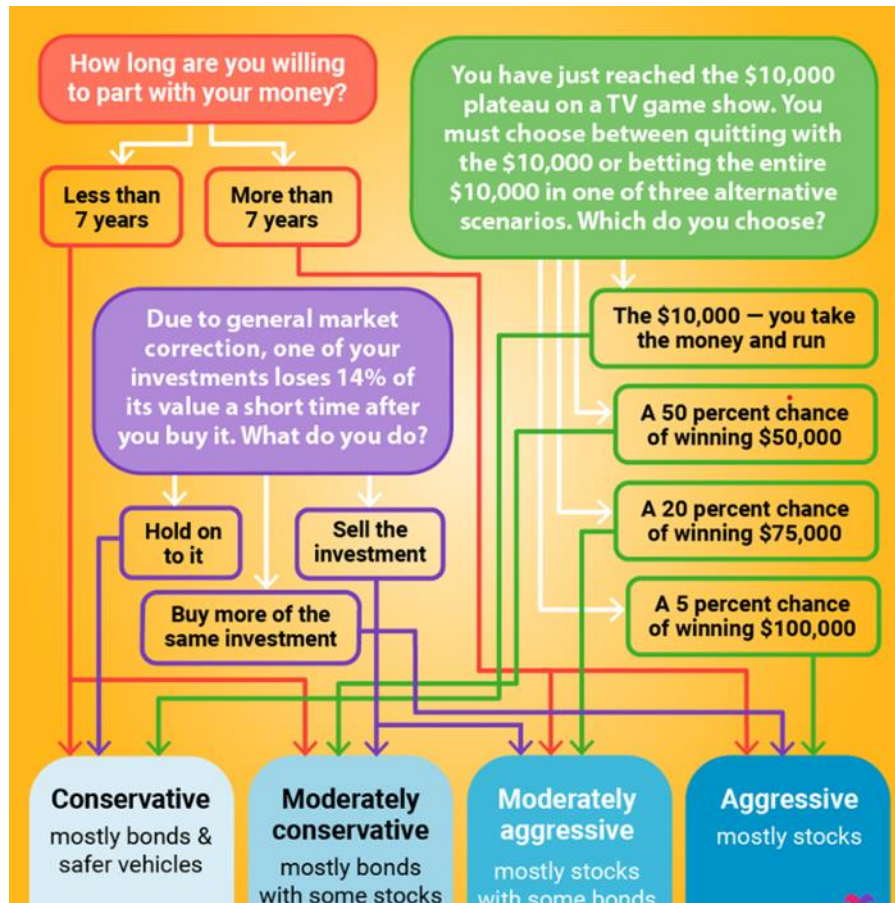 How long are you willing
to part with your money?
Less than
7 years
More than
7 years
You have just reached the $10,000
plateau on a TV game show. You
must choose between quitting with
the $10,000 or betting the entire
$10,000 in one of three alternative
scenarios. Which do you choose?
The $10,000 — you take
the money and run
A 50 percent chance
of winning $50,000
A 20 percent chance
of winning $75,000
A 5 percent chance
of winning $100,000
Due to general market
correction, one of your
investments loses 14% of
its value a short time after
you buy it. What do you do?
Hold on
to it
Sell the
investment
Buy more of the
same investment
Conservative
mostly bonds &
safer vehicles
Moderately
conservative
mostly bonds
with some stocks
Moderately
aggressive
mostly stocks
with some bonds
Aggressive
mostly stocks